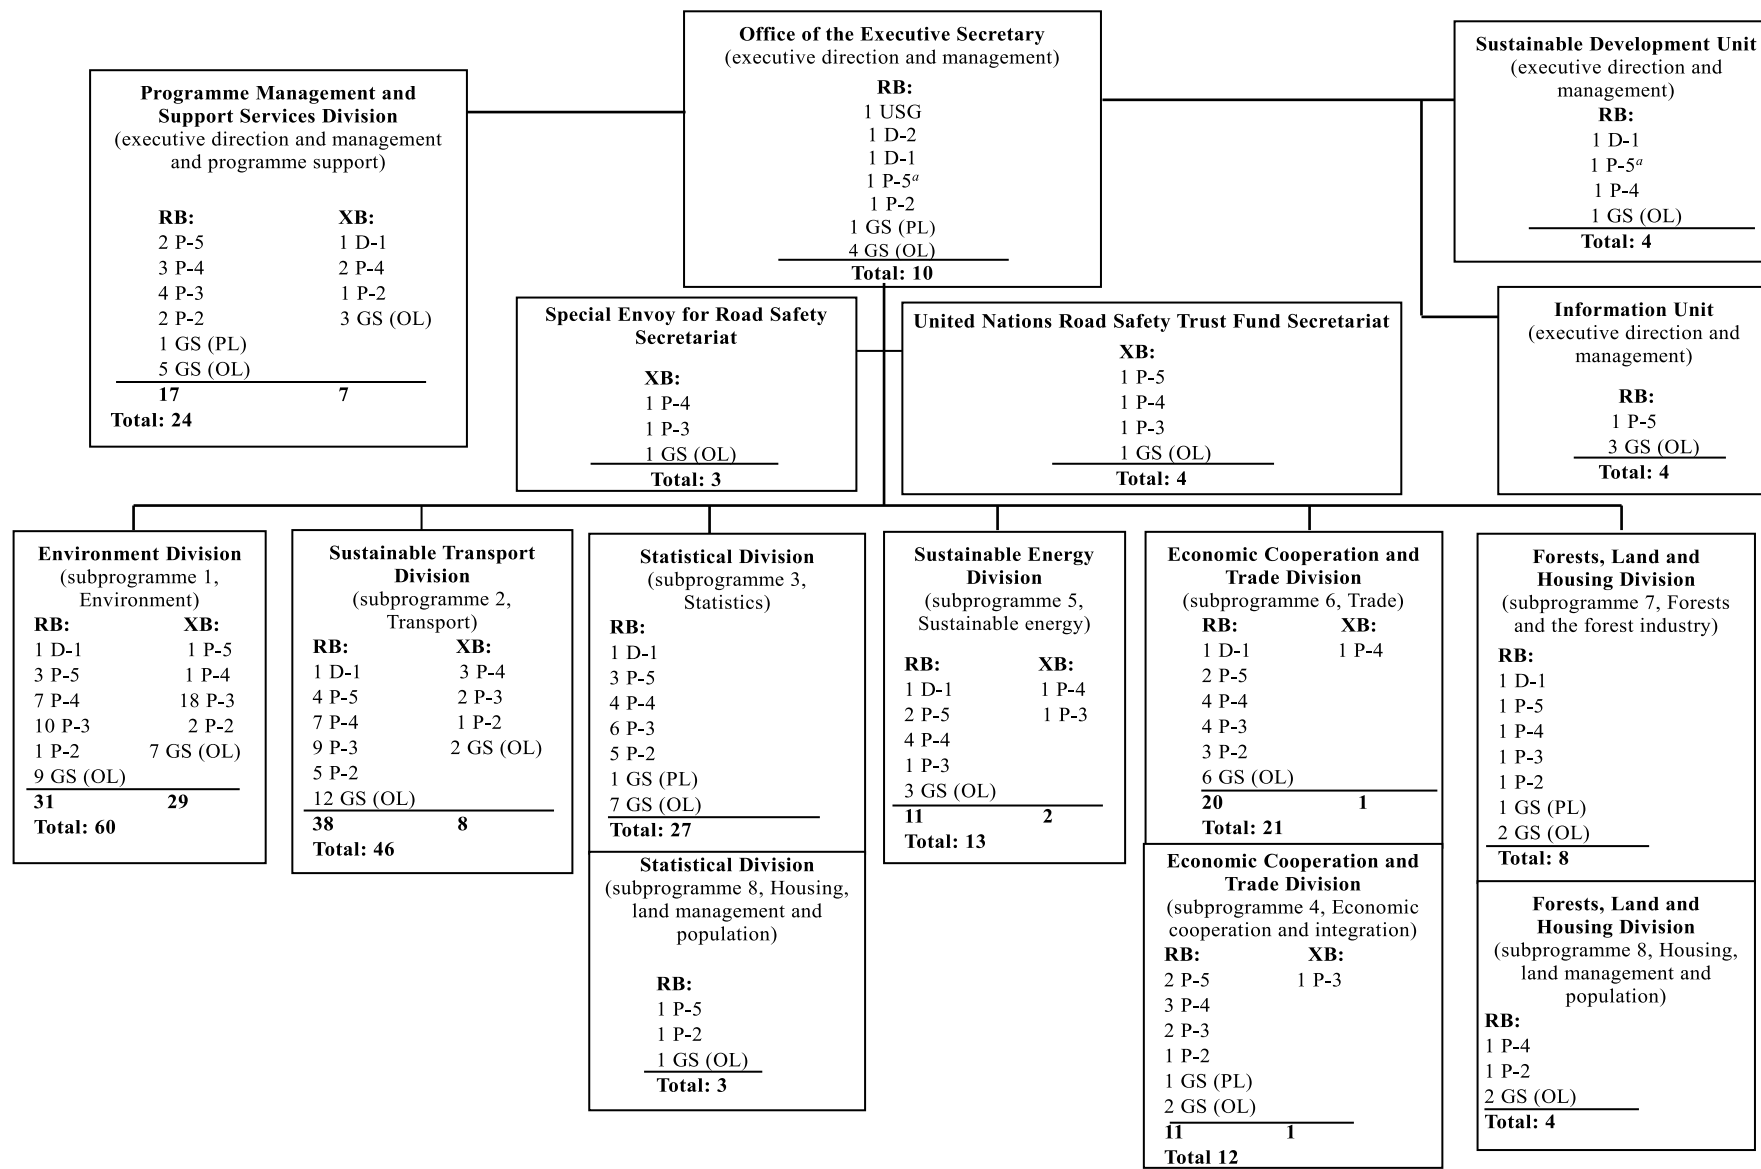 Office of the Executive Secretary
(executive direction and management)
RB:
1 USG
1 D-2
1 D-1
1 P-5ᵃ
1 P-2
1 GS (PL)
4 GS (OL)
Total: 10
Programme Management and
Support Services Division
(executive direction and management
and programme support)
RB: XB:
2 P-5 1 D-1
3 P-4 2 P-4
4 P-3 1 P-2
2 P-2 3 GS (OL)
1 GS (PL)
5 GS (OL)
17 7
Total: 24
Sustainable Development Unit
(executive direction and
management)
RB:
1 D-1
1 P-5ᵃ
1 P-4
1 GS (OL)
Total: 4
Special Envoy for Road Safety
Secretariat
XB:
1 P-4
1 P-3
1 GS (OL)
Total: 3
United Nations Road Safety Trust Fund Secretariat
XB:
1 P-5
1 P-4
1 P-3
1 GS (OL)
Total: 4
Information Unit
(executive direction and
management)
RB:
1 P-5
3 GS (OL)
Total: 4
Environment Division
(subprogramme 1,
Environment)
RB: XB:
1 D-1 1 P-5
3 P-5 1 P-4
7 P-4 18 P-3
10 P-3 2 P-2
1 P-2 7 GS (OL)
9 GS (OL)
31 29
Total: 60
Sustainable Transport
Division
(subprogramme 2,
Transport)
RB: XB:
1 D-1 3 P-4
4 P-5 2 P-3
7 P-4 1 P-2
9 P-3 2 GS (OL)
5 P-2
12 GS (OL)
38 8
Total: 46
Statistical Division
(subprogramme 3,
Statistics)
RB:
1 D-1
3 P-5
4 P-4
6 P-3
5 P-2
1 GS (PL)
7 GS (OL)
Total: 27
Statistical Division
(subprogramme 8, Housing,
land management and
population)
RB:
1 P-5
1 P-2
1 GS (OL)
Total: 3
Sustainable Energy
Division
(subprogramme 5,
Sustainable energy)
RB: XB:
1 D-1 1 P-4
2 P-5 1 P-3
4 P-4
1 P-3
3 GS (OL)
11 2
Total: 13
Economic Cooperation and
Trade Division
(subprogramme 6, Trade)
RB: XB:
1 D-1 1 P-4
2 P-5
4 P-4
4 P-3
3 P-2
6 GS (OL)
20 1
Total: 21
Economic Cooperation and
Trade Division
(subprogramme 4, Economic
cooperation and integration)
RB: XB:
2 P-5 1 P-3
3 P-4
2 P-3
1 P-2
1 GS (PL)
2 GS (OL)
11 1
Total 12
Forests, Land and
Housing Division
(subprogramme 7, Forests
and the forest industry)
RB:
1 D-1
1 P-5
1 P-4
1 P-3
1 P-2
1 GS (PL)
2 GS (OL)
Total: 8
Forests, Land and
Housing Division
(subprogramme 8, Housing,
land management and
population)
RB:
1 P-4
1 P-2
2 GS (OL)
Total: 4